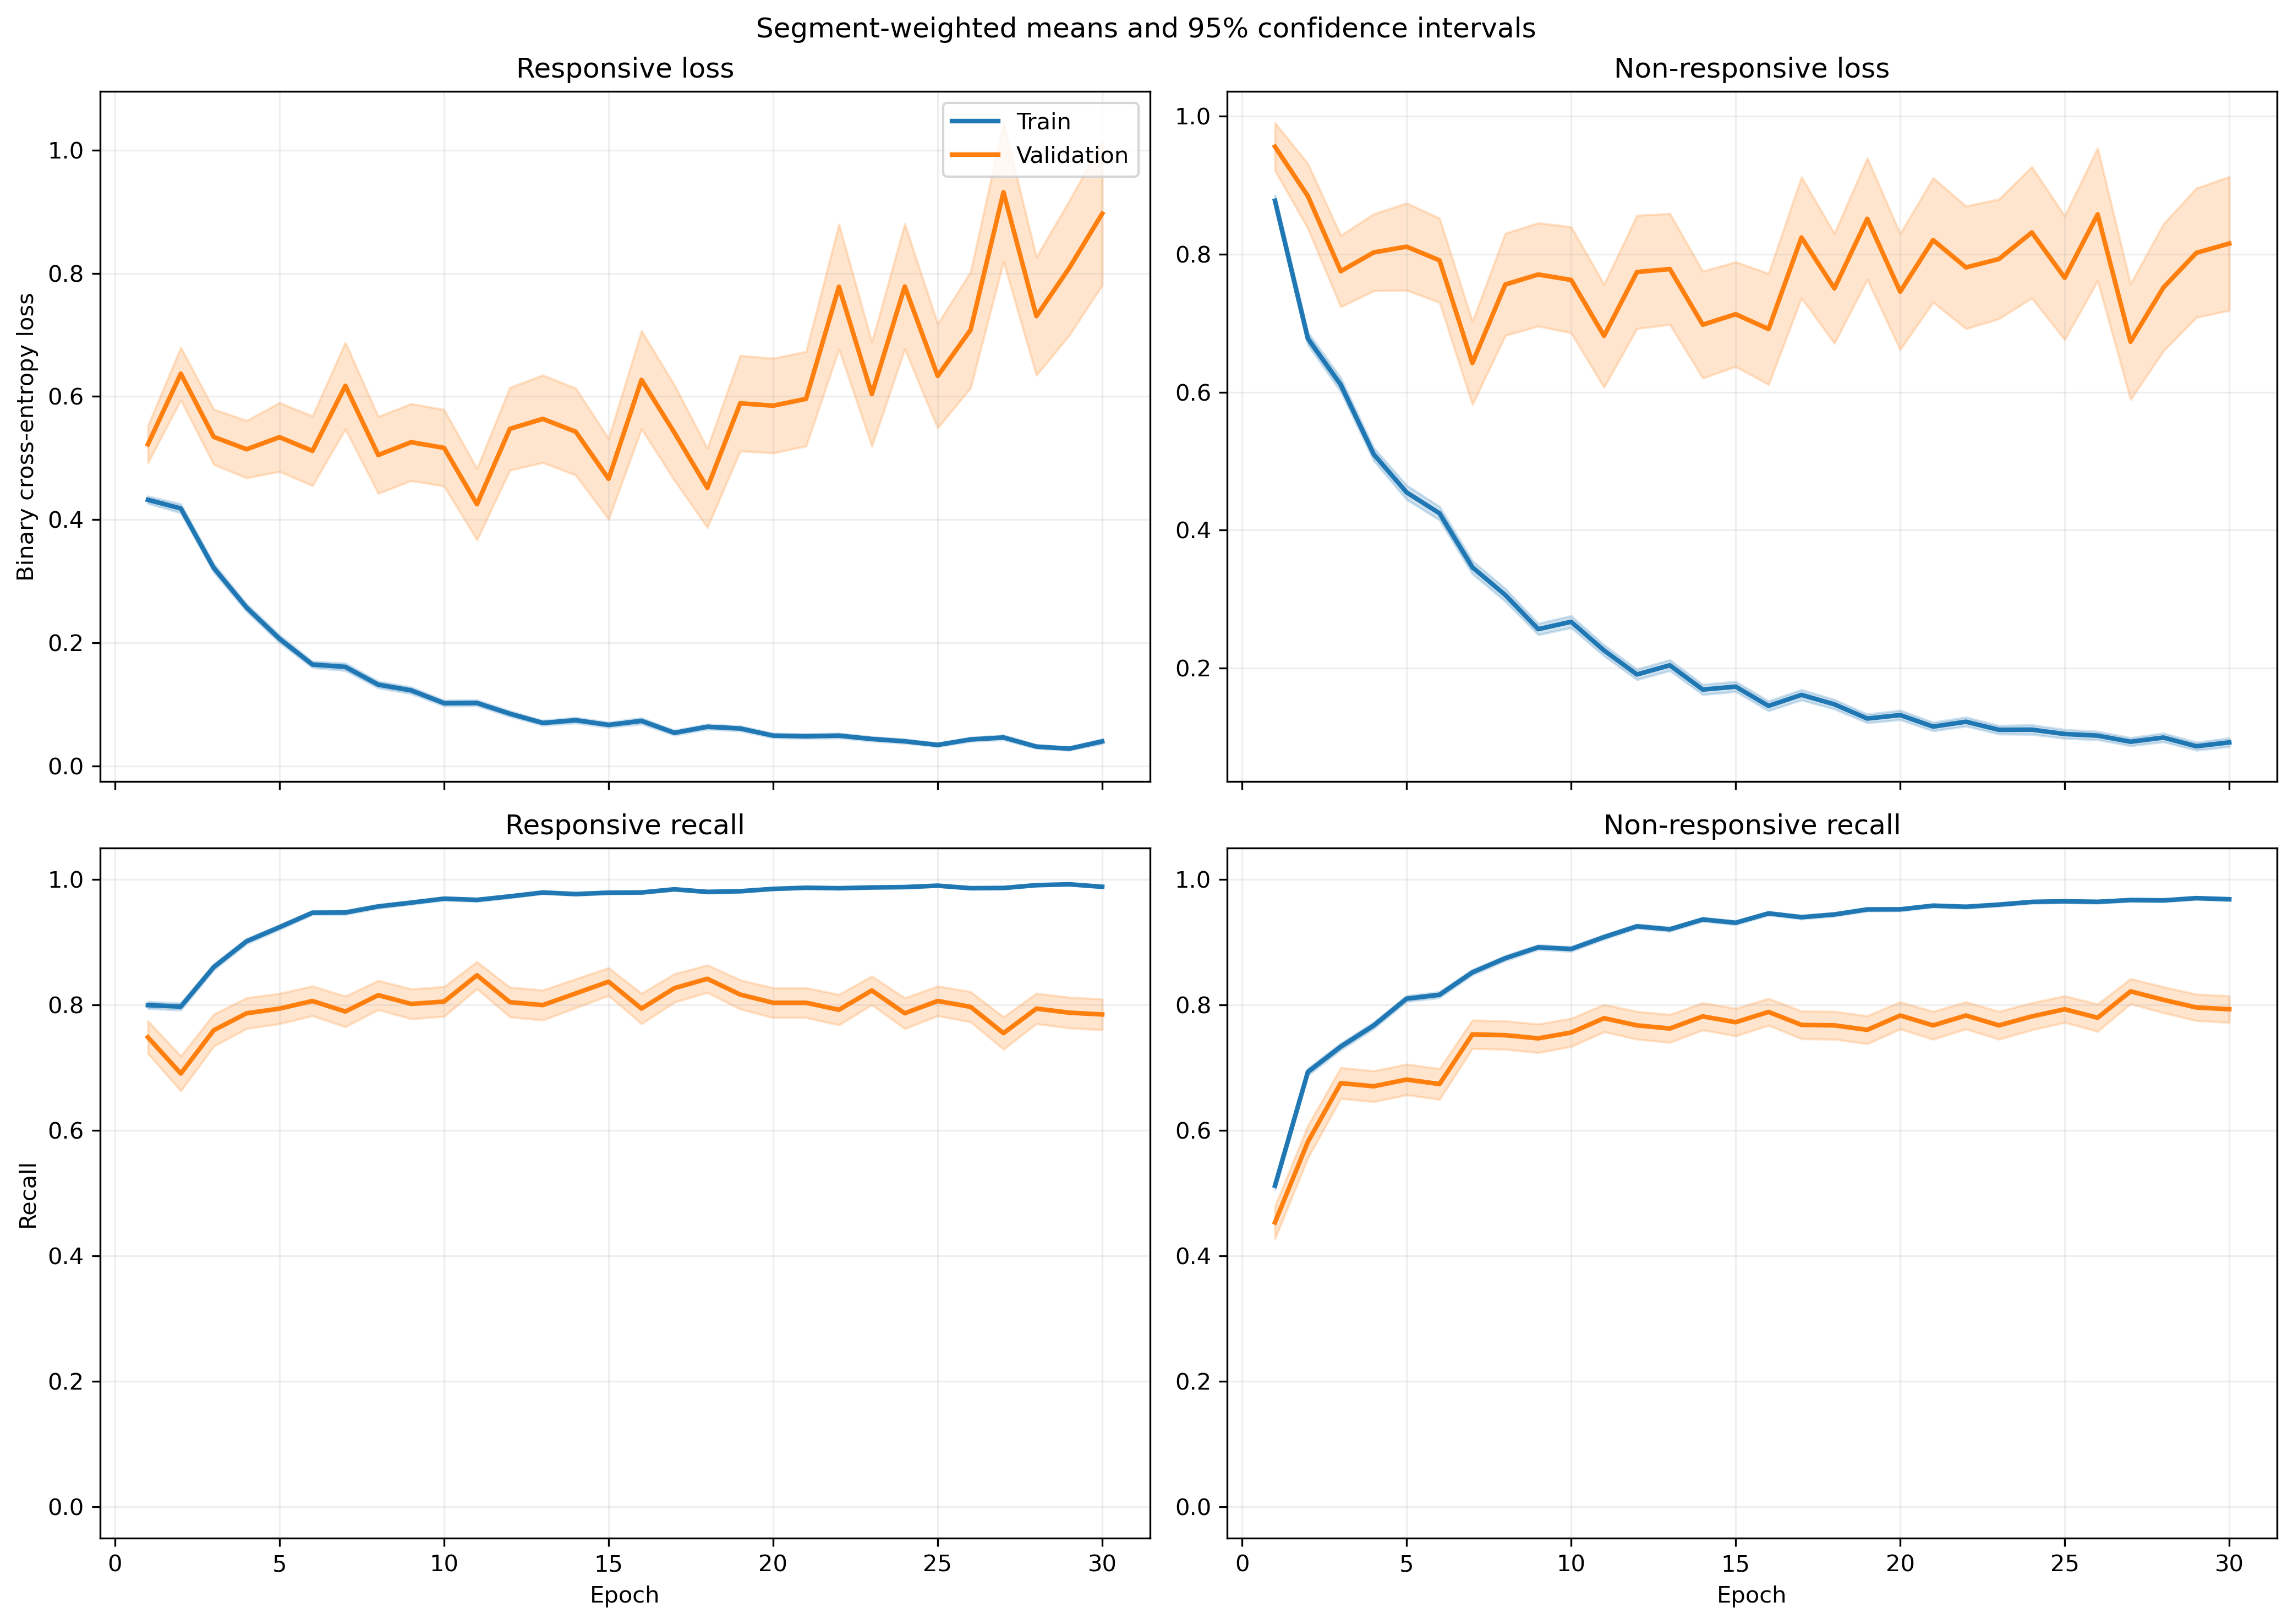 Segment-weighted means and 95% confidence intervals
Responsive loss
Train
Validation
Binary cross-entropy loss
1.0
0.8
0.6
0.4
0.2
0.0
Non-responsive loss
1.0
0.8
0.6
0.4
0.2
Responsive recall
Recall
1.0
0.8
0.6
0.4
0.2
0.0
0 5 10 15 20 25 30
Epoch
Non-responsive recall
1.0
0.8
0.6
0.4
0.2
0.0
0 5 10 15 20 25 30
Epoch